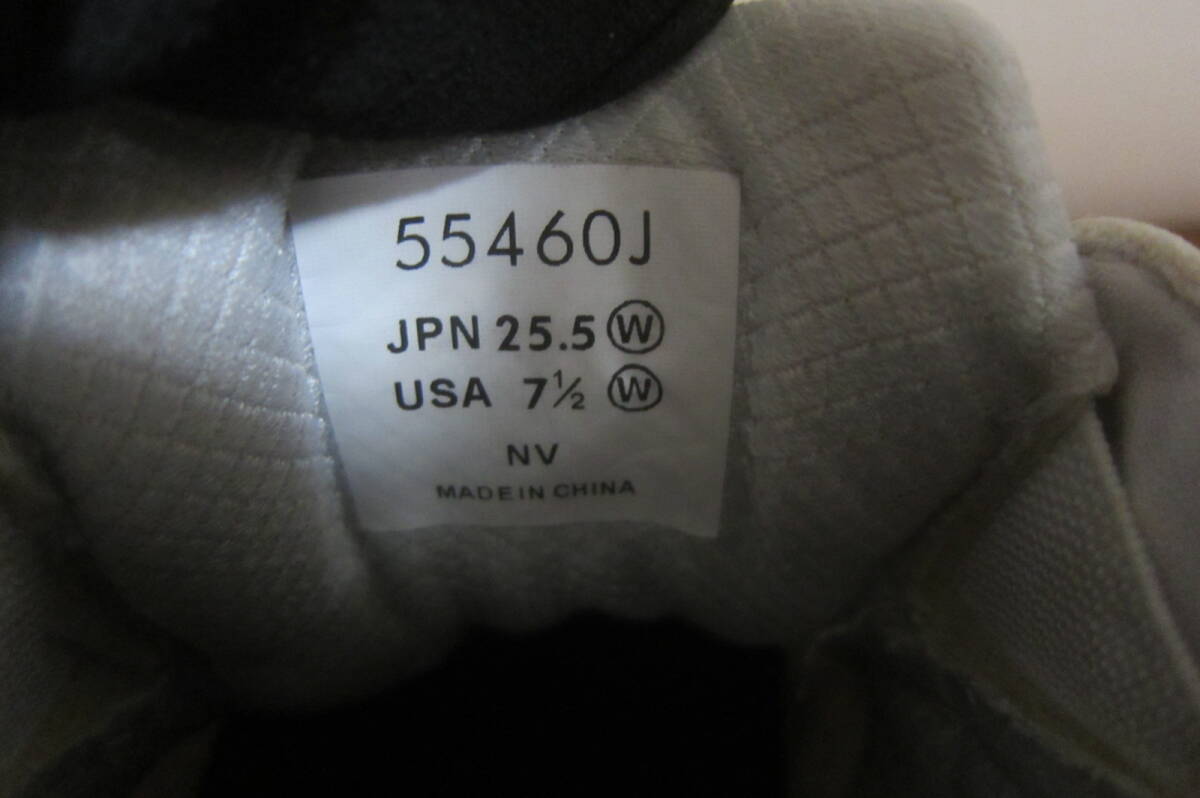 55460J
JPN 25.5 Ⓦ
USA 7½ Ⓦ
NV
MADE IN CHINA